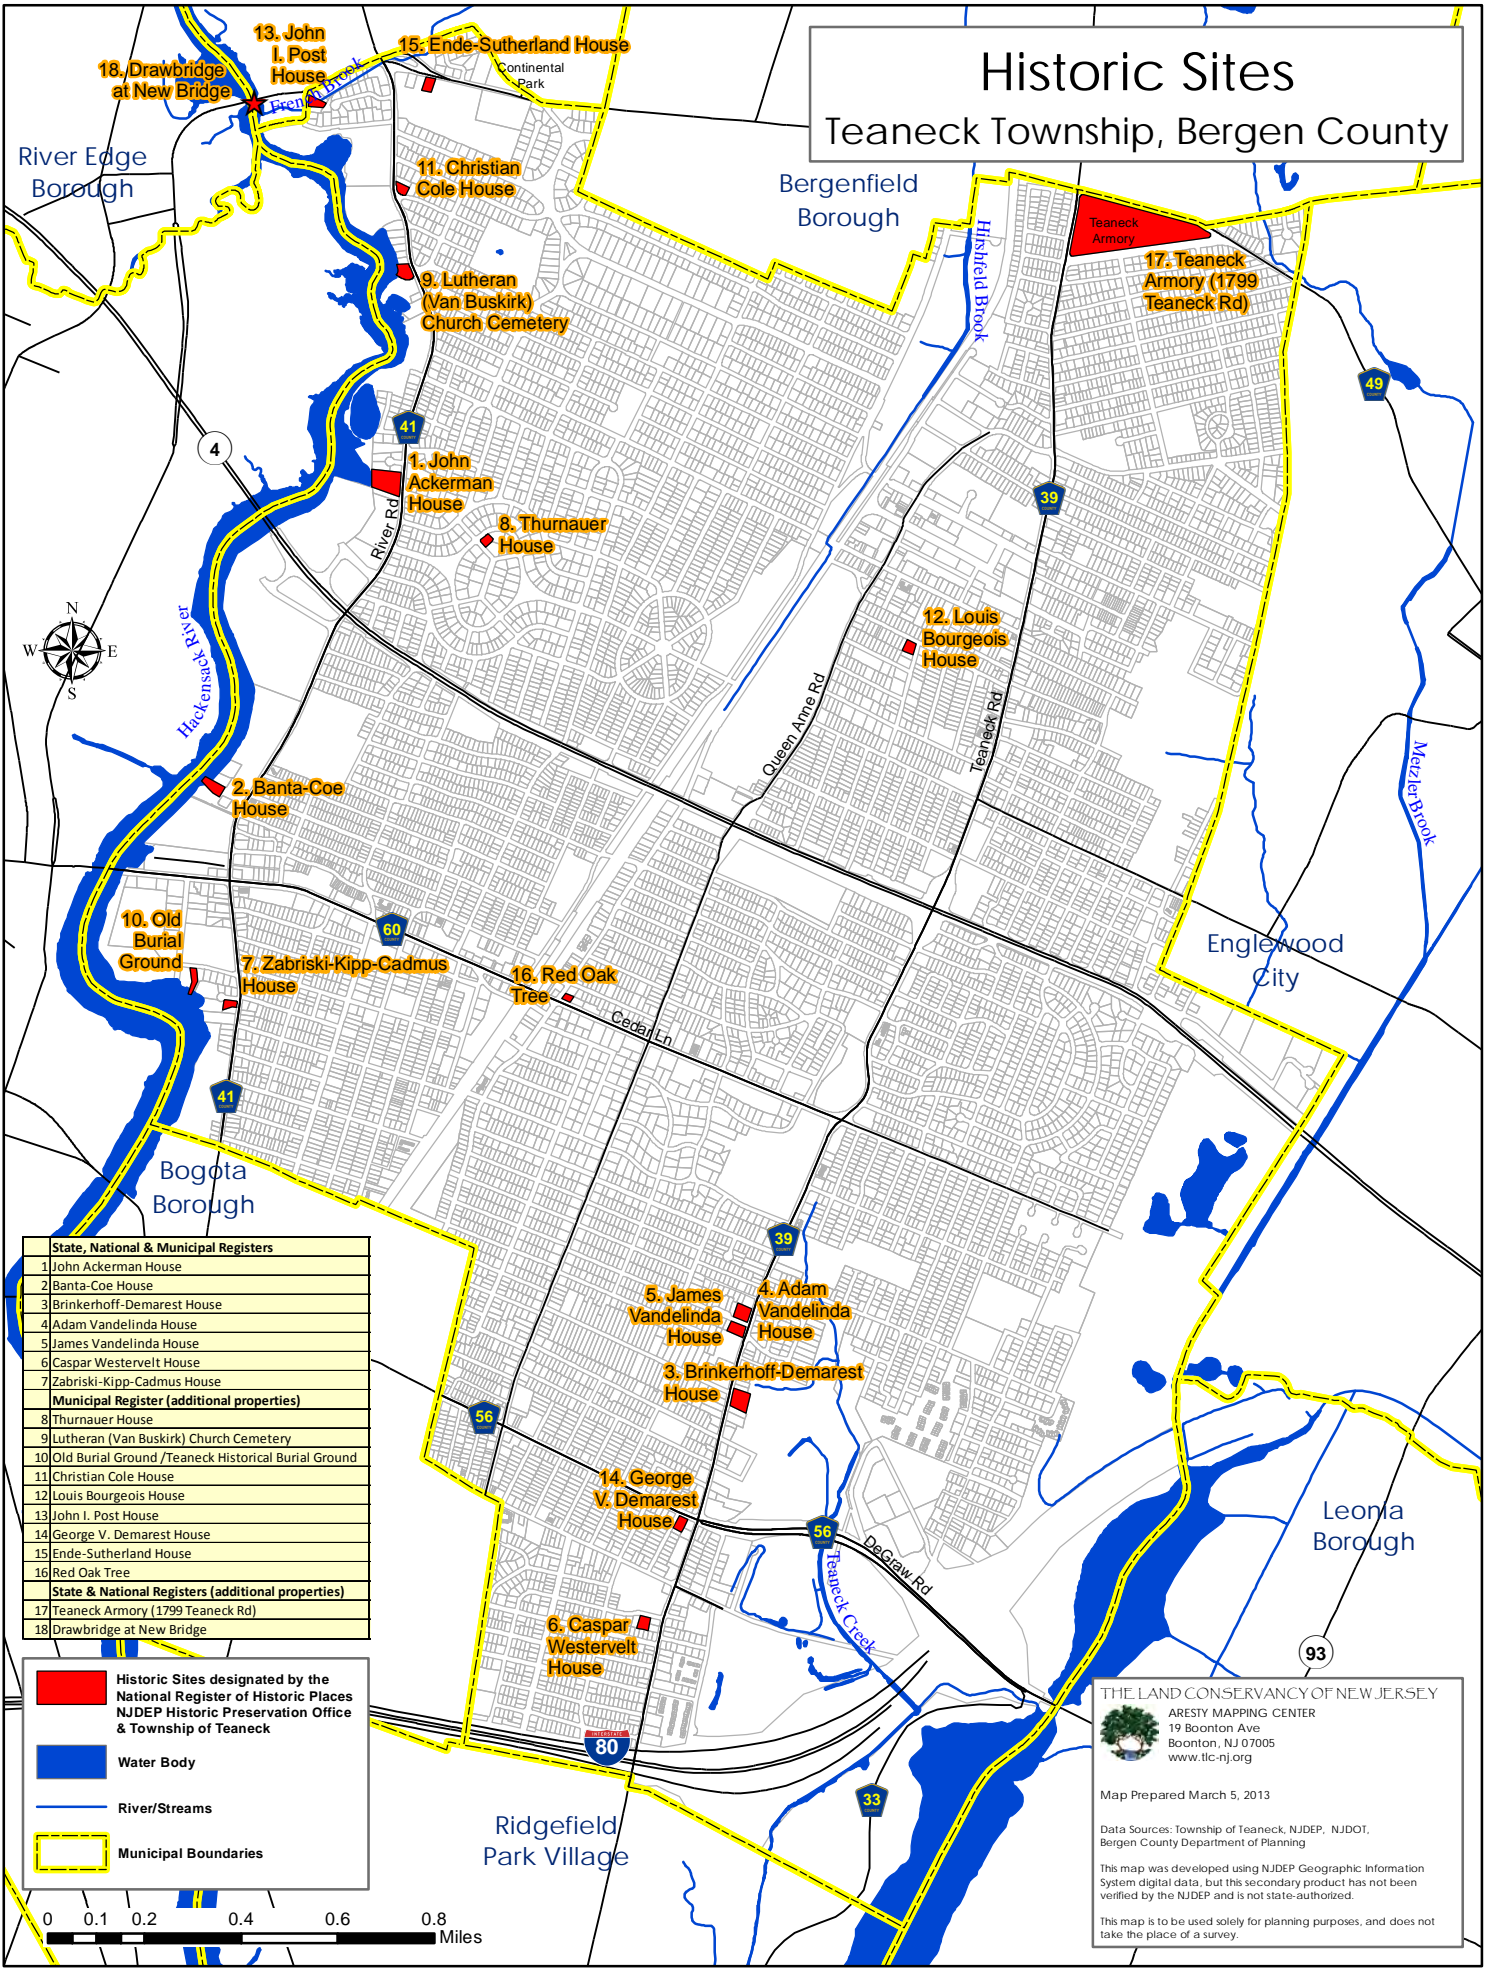 Historic Sites
Teaneck Township, Bergen County
13. John
I. Post
House
15. Ende-Sutherland House
Continental
Park
18. Drawbridge
at New Bridge
French Brook
River Edge
Borough
11. Christian
Cole House
Bergenfield
Borough
Hirshfeld Brook
Teaneck
Armory
17. Teaneck
Armory (1799
Teaneck Rd)
9. Lutheran
(Van Buskirk)
Church Cemetery
49
COUNTY
41
COUNTY
4
1. John
Ackerman
House
39
COUNTY
River Rd
8. Thurnauer
House
N
W
E
S
Hackensack River
12. Louis
Bourgeois
House
Queen Anne Rd
Teaneck Rd
Metzler Brook
2. Banta-Coe
House
10. Old
Burial
Ground
60
COUNTY
7. Zabriski-Kipp-Cadmus
House
16. Red Oak
Tree
Cedar Ln
Englewood
City
41
COUNTY
Bogota
Borough
39
COUNTY
5. James
Vandelinda
House
4. Adam
Vandelinda
House
3. Brinkerhoff-Demarest
House
56
COUNTY
14. George
V. Demarest
House
56
COUNTY
DeGraw Rd
Teaneck Creek
Leonia
Borough
6. Caspar
Westervelt
House
93
INTERSTATE
80
33
COUNTY
Ridgefield
Park Village
State, National & Municipal Registers
1 John Ackerman House
2 Banta-Coe House
3 Brinkerhoff-Demarest House
4 Adam Vandelinda House
5 James Vandelinda House
6 Caspar Westervelt House
7 Zabriski-Kipp-Cadmus House
Municipal Register (additional properties)
8 Thurnauer House
9 Lutheran (Van Buskirk) Church Cemetery
10 Old Burial Ground /Teaneck Historical Burial Ground
11 Christian Cole House
12 Louis Bourgeois House
13 John I. Post House
14 George V. Demarest House
15 Ende-Sutherland House
16 Red Oak Tree
State & National Registers (additional properties)
17 Teaneck Armory (1799 Teaneck Rd)
18 Drawbridge at New Bridge
Historic Sites designated by the
National Register of Historic Places
NJDEP Historic Preservation Office
& Township of Teaneck
Water Body
River/Streams
Municipal Boundaries
0 0.1 0.2 0.4 0.6 0.8
Miles
THE LAND CONSERVANCY OF NEW JERSEY
ARESTY MAPPING CENTER
19 Boonton Ave
Boonton, NJ 07005
www.tlc-nj.org
Map Prepared March 5, 2013
Data Sources: Township of Teaneck, NJDEP, NJDOT,
Bergen County Department of Planning
This map was developed using NJDEP Geographic Information
System digital data, but this secondary product has not been
verified by the NJDEP and is not state-authorized.
This map is to be used solely for planning purposes, and does not
take the place of a survey.